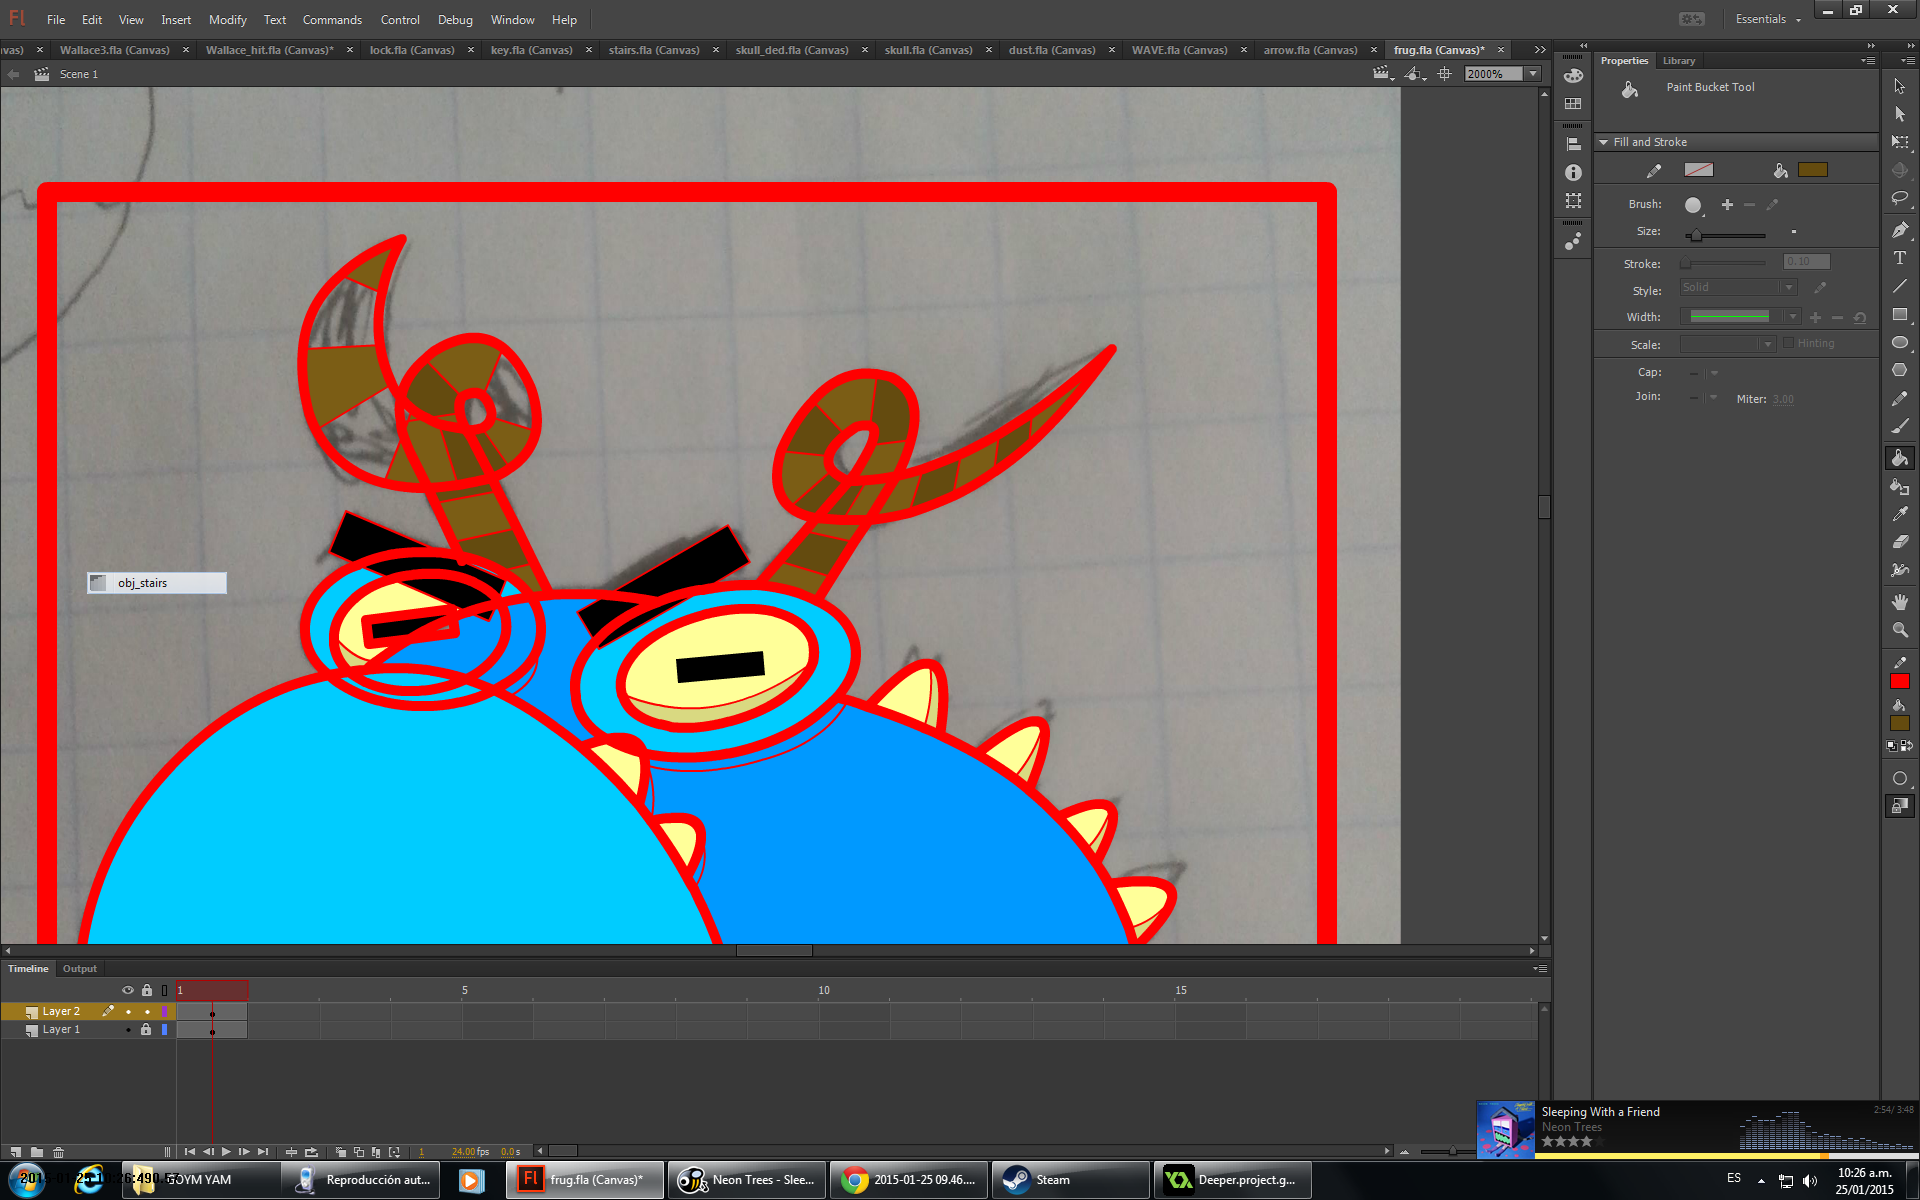 Fl File Edit View Insert Modify Text Commands Control Debug Window Help Essentials
vas) Wallace3.fla (Canvas) Wallace_hit.fla (Canvas)* lock.fla (Canvas) key.fla (Canvas) stairs.fla (Canvas) skull_ded.fla (Canvas) skull.fla (Canvas) dust.fla (Canvas) WAVE.fla (Canvas) arrow.fla (Canvas) frug.fla (Canvas)*
Scene 1 2000%
Properties Library
Paint Bucket Tool
Fill and Stroke
Brush:
Size:
Stroke: 0,10
Style: Solid
Width:
Scale: Hinting
Cap:
Join: Miter: 3,00
obj_stairs
Timeline Output
1 5 10 15
Layer 2
Layer 1
1 24.00 fps 0.0 s
Sleeping With a Friend 2:54/ 3:48
Neon Trees
GOYM YAM Reproducción aut... Fl frug.fla (Canvas)* Neon Trees - Slee... 2015-01-25 09.46.... Steam Deeper.project.g... ES 10:26 a.m.
25/01/2015